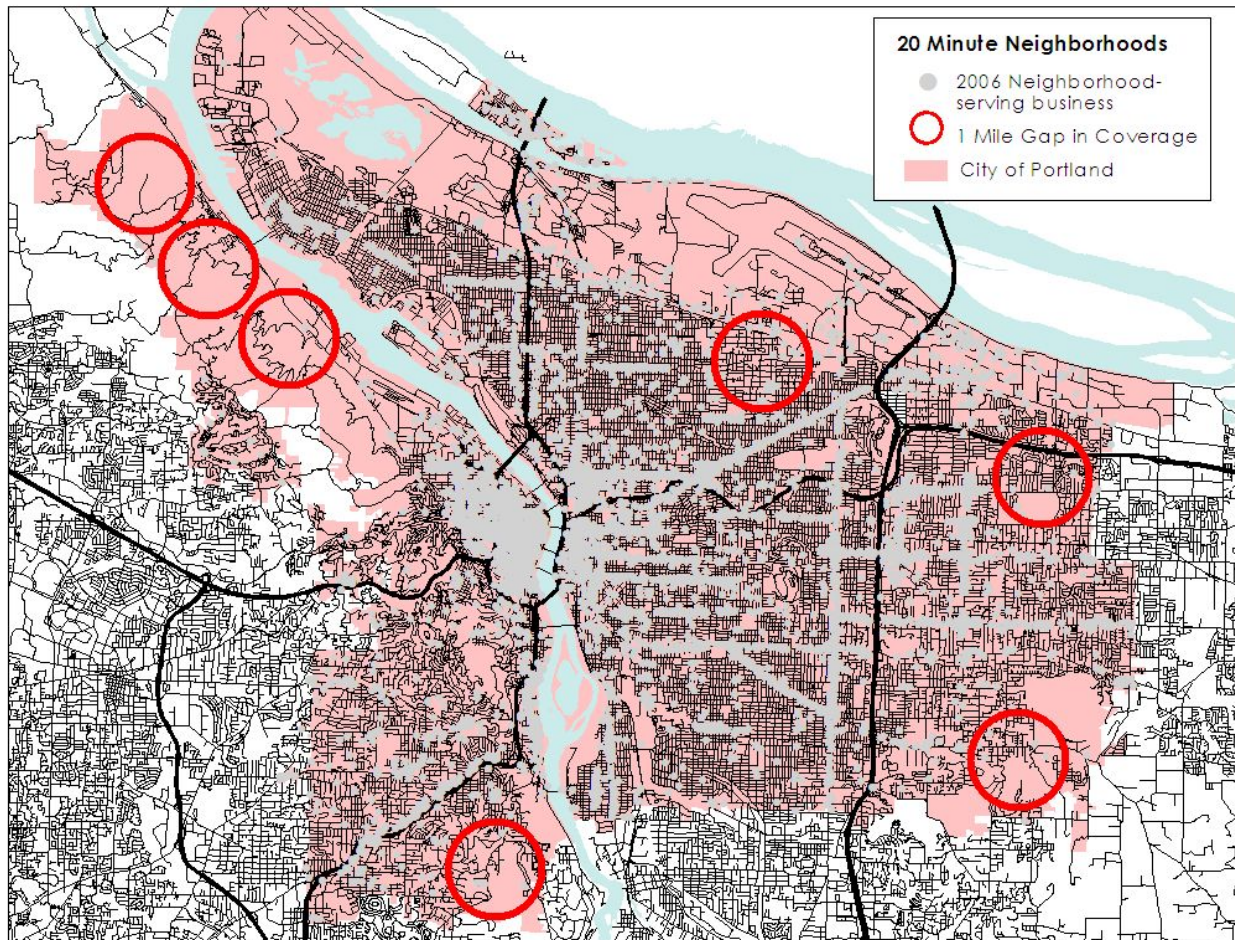 20 Minute Neighborhoods
2006 Neighborhood-
serving business
1 Mile Gap in Coverage
City of Portland